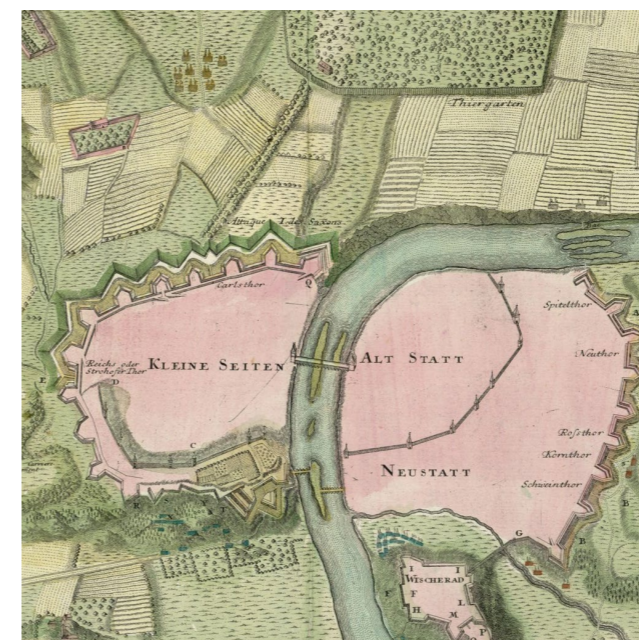 Thiergarten
Q
Carlsthor
Spitelthor
Reichs oder
Strohofer Thor
KLEINE SEITEN
ALT STATT
Neuthor
E
D
C
Rossthor
Kornthor
NEUSTATT
Schweinthor
K
B
G
B
I
I
WISCHERAD
F
F
H
L
M
P